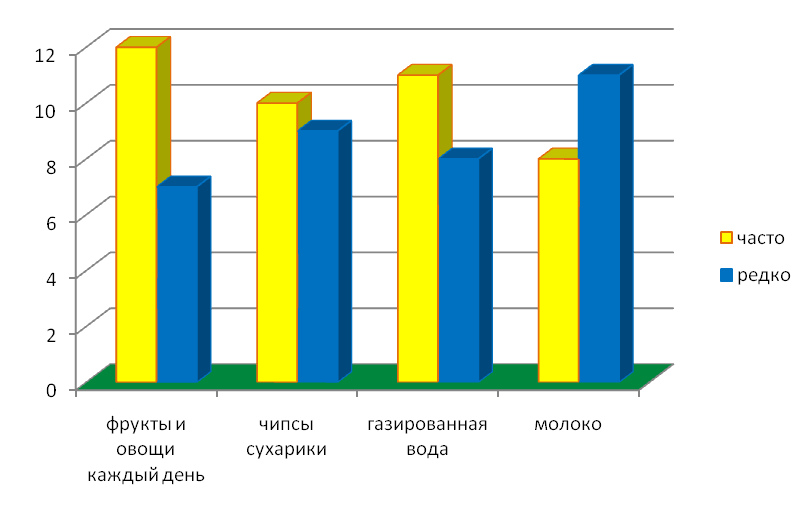 12
10
8
6
4
2
0
фрукты и
овощи
каждый день
чипсы
сухарики
газированная
вода
молоко
часто
редко